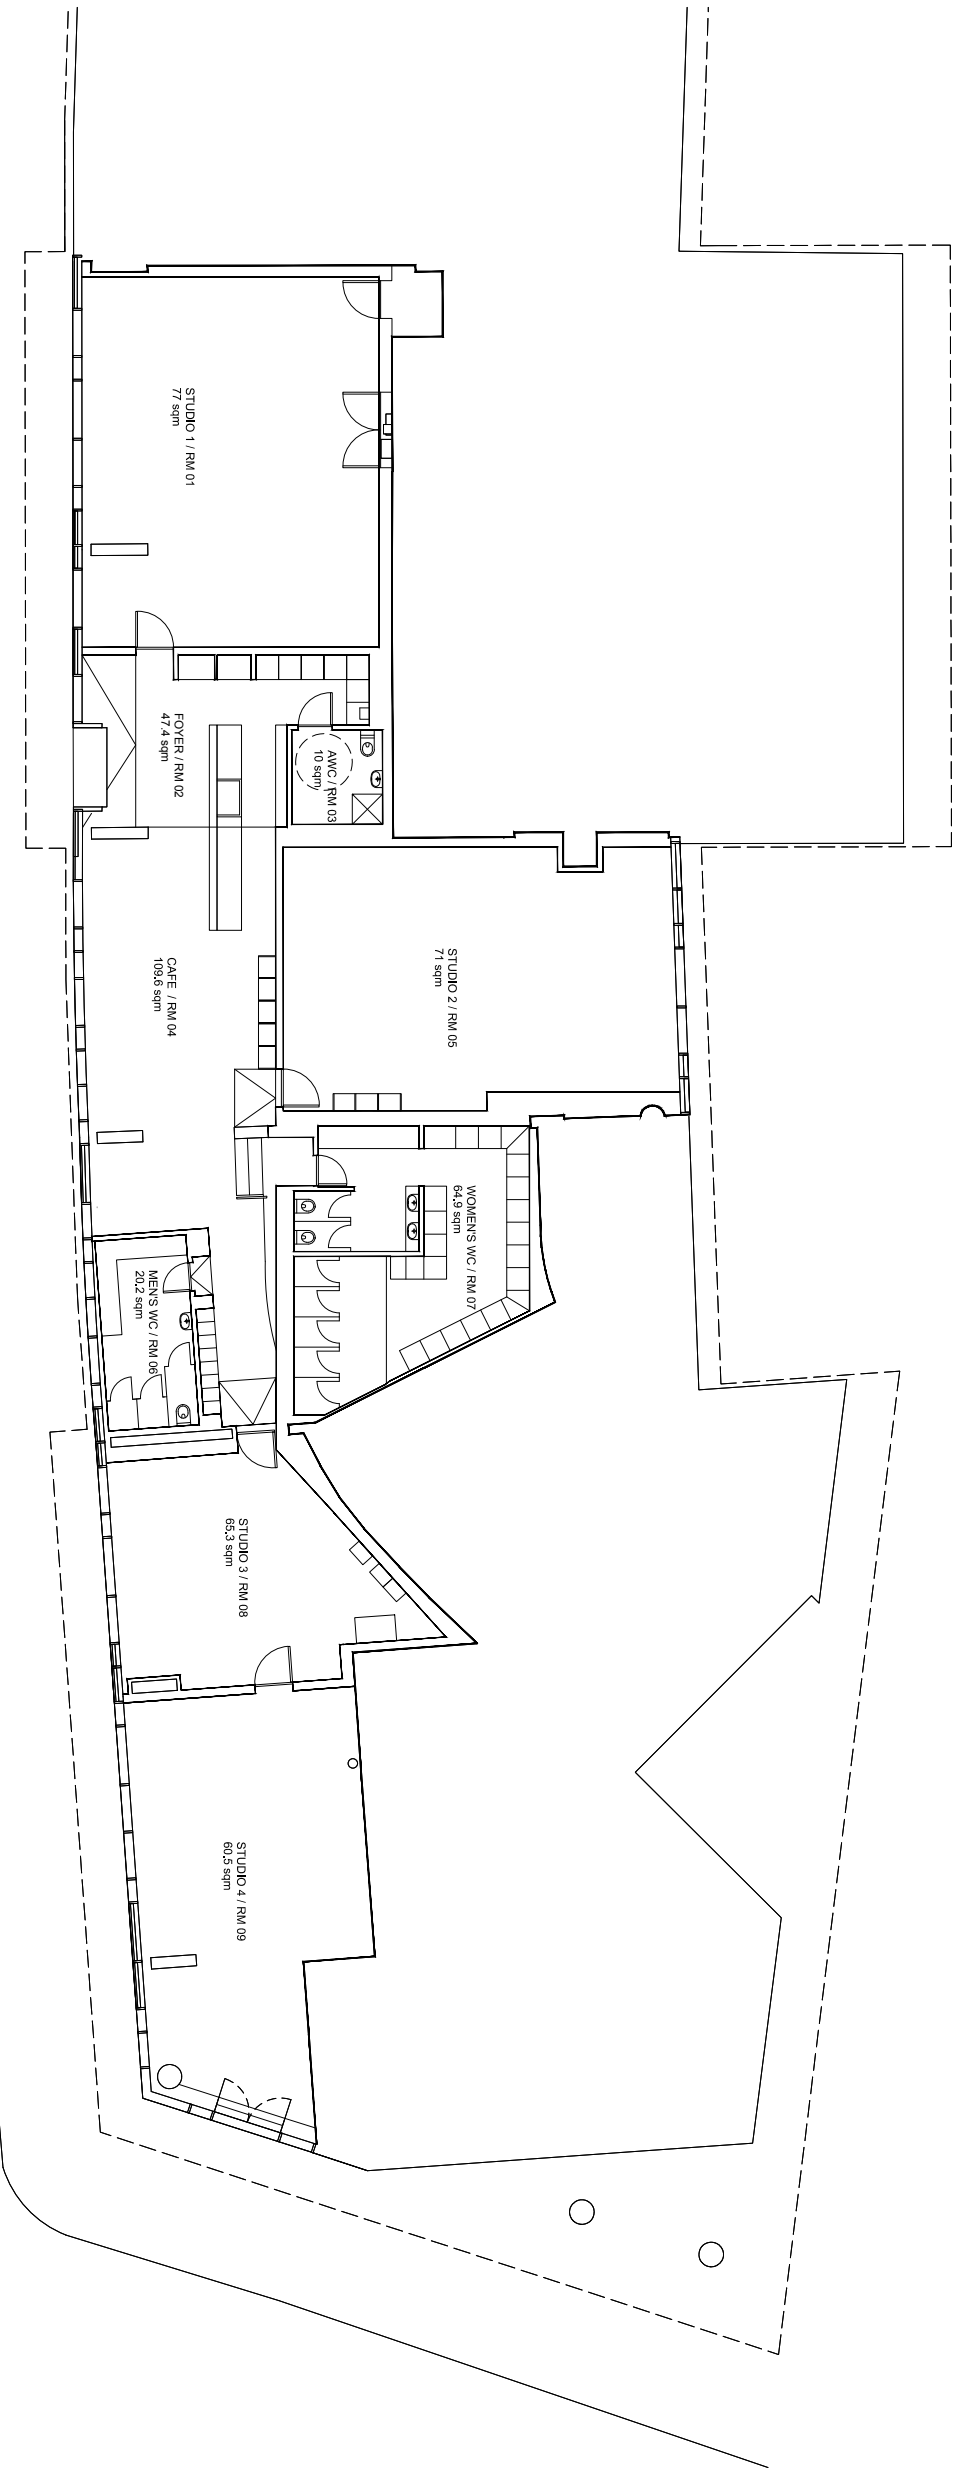 STUDIO 1 / RM 01
77 sqm
FOYER / RM 02
47.4 sqm
AWC / RM 03
10 sqm
CAFE / RM 04
109.6 sqm
STUDIO 2 / RM 05
71 sqm
MEN'S WC / RM 06
20.2 sqm
WOMEN'S WC / RM 07
64.9 sqm
STUDIO 3 / RM 08
65.3 sqm
STUDIO 4 / RM 09
60.5 sqm